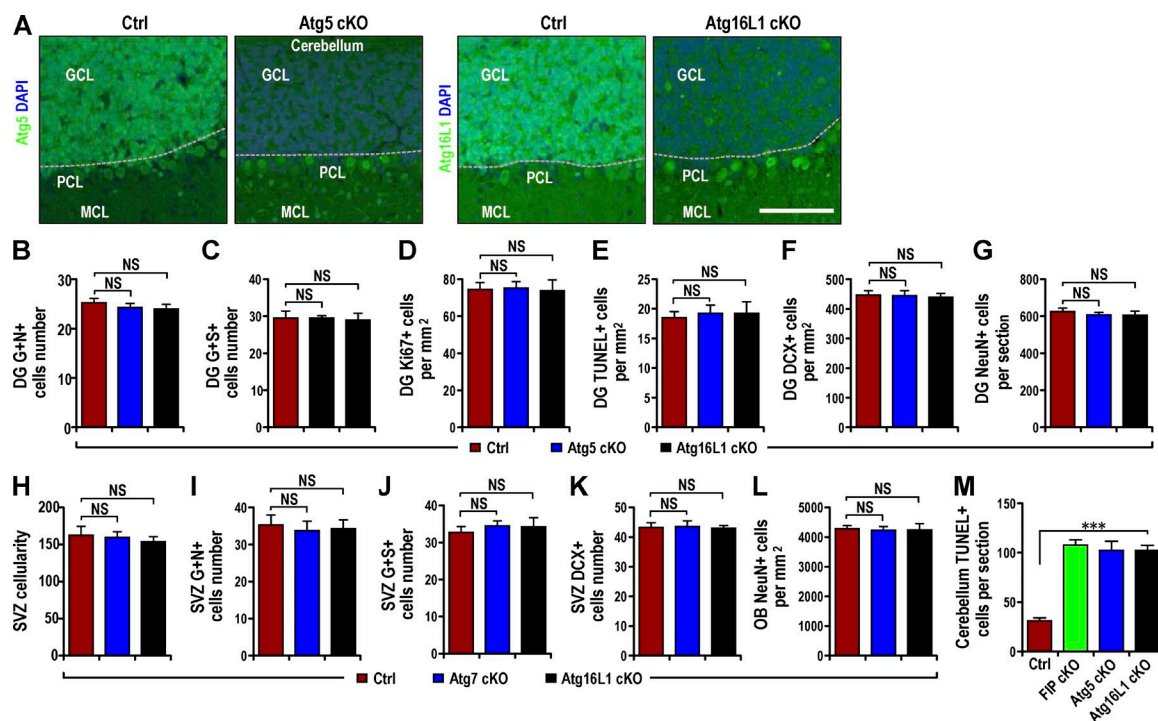 A
Ctrl
Atg5 cKO
Ctrl
Atg16L1 cKO
Atg5 DAPI
GCL
PCL
MCL
Cerebellum
GCL
PCL
MCL
Atg16L1 DAPI
GCL
PCL
MCL
GCL
PCL
MCL
B
DG G+N+
cells number
30
20
10
0
NS
NS
C
DG G+S+
cells number
40
30
20
10
0
NS
NS
D
DG Ki67+ cells
per mm2
80
60
40
20
0
NS
NS
E
DG TUNEL+ cells
per mm2
25
20
15
10
5
0
NS
NS
F
DG DCX+ cells
per mm2
500
400
300
200
100
0
NS
NS
G
DG NeuN+ cells
per section
800
600
400
200
0
NS
NS
Ctrl
Atg5 cKO
Atg16L1 cKO
H
SVZ cellularity
200
150
100
50
0
NS
NS
I
SVZ G+N+
cells number
40
30
20
10
0
NS
NS
J
SVZ G+S+
cells number
40
30
20
10
0
NS
NS
K
SVZ DCX+
cells number
50
40
30
20
10
0
NS
NS
L
OB NeuN+ cells
per mm2
5000
4000
3000
2000
1000
0
NS
NS
Ctrl
Atg7 cKO
Atg16L1 cKO
M
Cerebellum TUNEL+
cells per section
150
100
50
0
***
Ctrl
FIP cKO
Atg5 cKO
Atg16L1 cKO